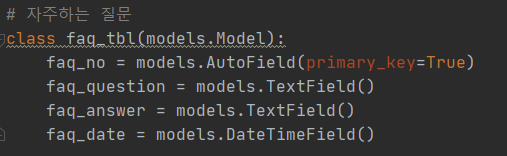 # 자주하는 질문
class faq_tbl(models.Model):
    faq_no = models.AutoField(primary_key=True)
    faq_question = models.TextField()
    faq_answer = models.TextField()
    faq_date = models.DateTimeField()